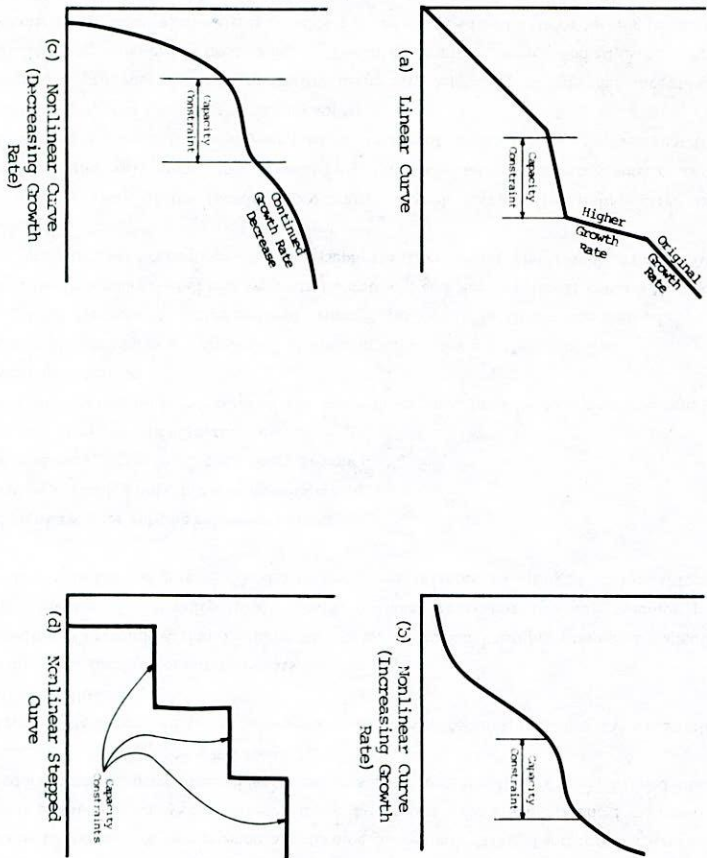 Capacity
Constraint
Higher
Growth
Rate
Original
Growth
Rate
(a) Linear Curve
Capacity
Constraint
(b) Nonlinear Curve
(Increasing Growth
Rate)
Capacity
Constraint
Continued
Growth Rate
Decrease
(c) Nonlinear Curve
(Decreasing Growth
Rate)
Capacity
Constraints
(d) Nonlinear Stepped
Curve